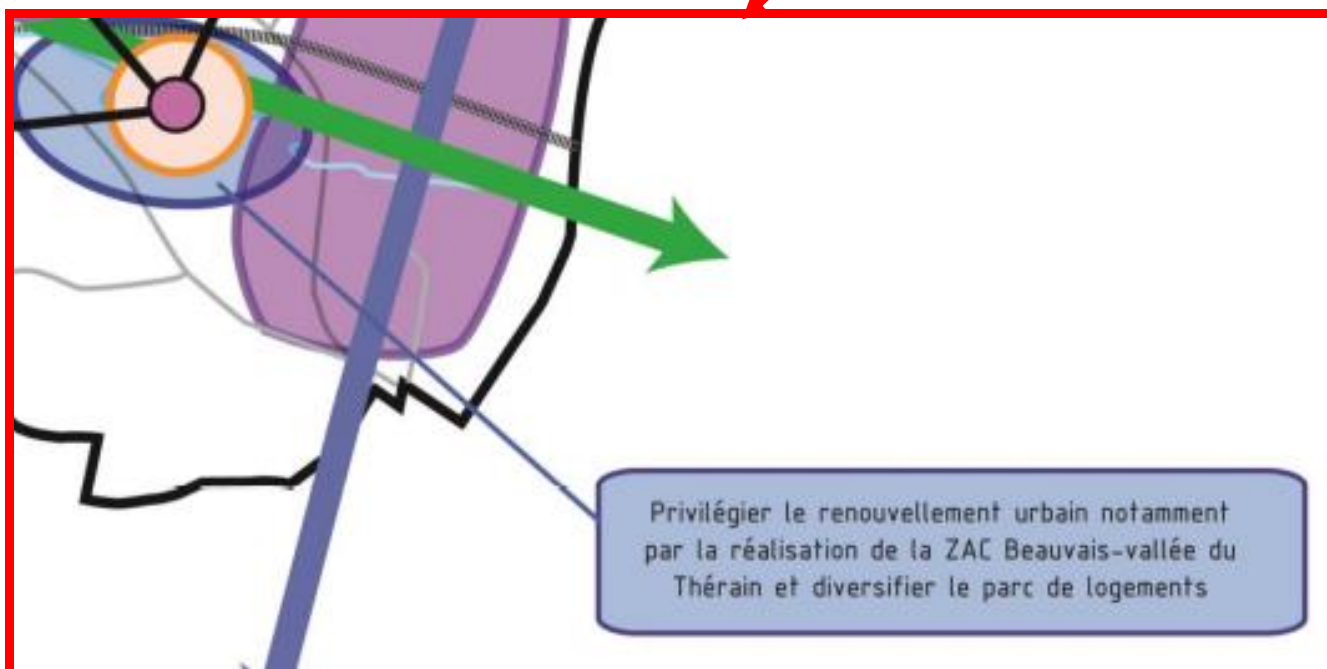 Privilégier le renouvellement urbain notamment
par la réalisation de la ZAC Beauvais-vallée du
Thérain et diversifier le parc de logements